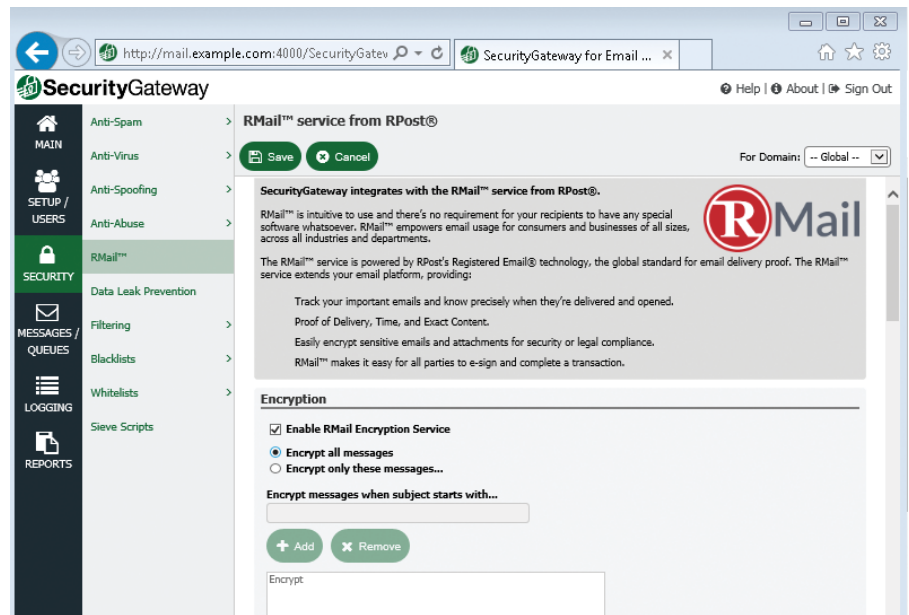 http://mail.example.com:4000/SecurityGatev
SecurityGateway for Email ...
SecurityGateway
Help | About | Sign Out
MAIN
SETUP /
USERS
SECURITY
MESSAGES /
QUEUES
LOGGING
REPORTS
Anti-Spam
Anti-Virus
Anti-Spoofing
Anti-Abuse
RMail™
Data Leak Prevention
Filtering
Blacklists
Whitelists
Sieve Scripts
RMail™ service from RPost®
Save
Cancel
For Domain: -- Global --
SecurityGateway integrates with the RMail™ service from RPost®.
RMail™ is intuitive to use and there's no requirement for your recipients to have any special
software whatsoever. RMail™ empowers email usage for consumers and businesses of all sizes,
across all industries and departments.
RMail
The RMail™ service is powered by RPost's Registered Email® technology, the global standard for email delivery proof. The RMail™
service extends your email platform, providing:
Track your important emails and know precisely when they're delivered and opened.
Proof of Delivery, Time, and Exact Content.
Easily encrypt sensitive emails and attachments for security or legal compliance.
RMail™ makes it easy for all parties to e-sign and complete a transaction.
Encryption
Enable RMail Encryption Service
Encrypt all messages
Encrypt only these messages...
Encrypt messages when subject starts with...
Add
Remove
Encrypt